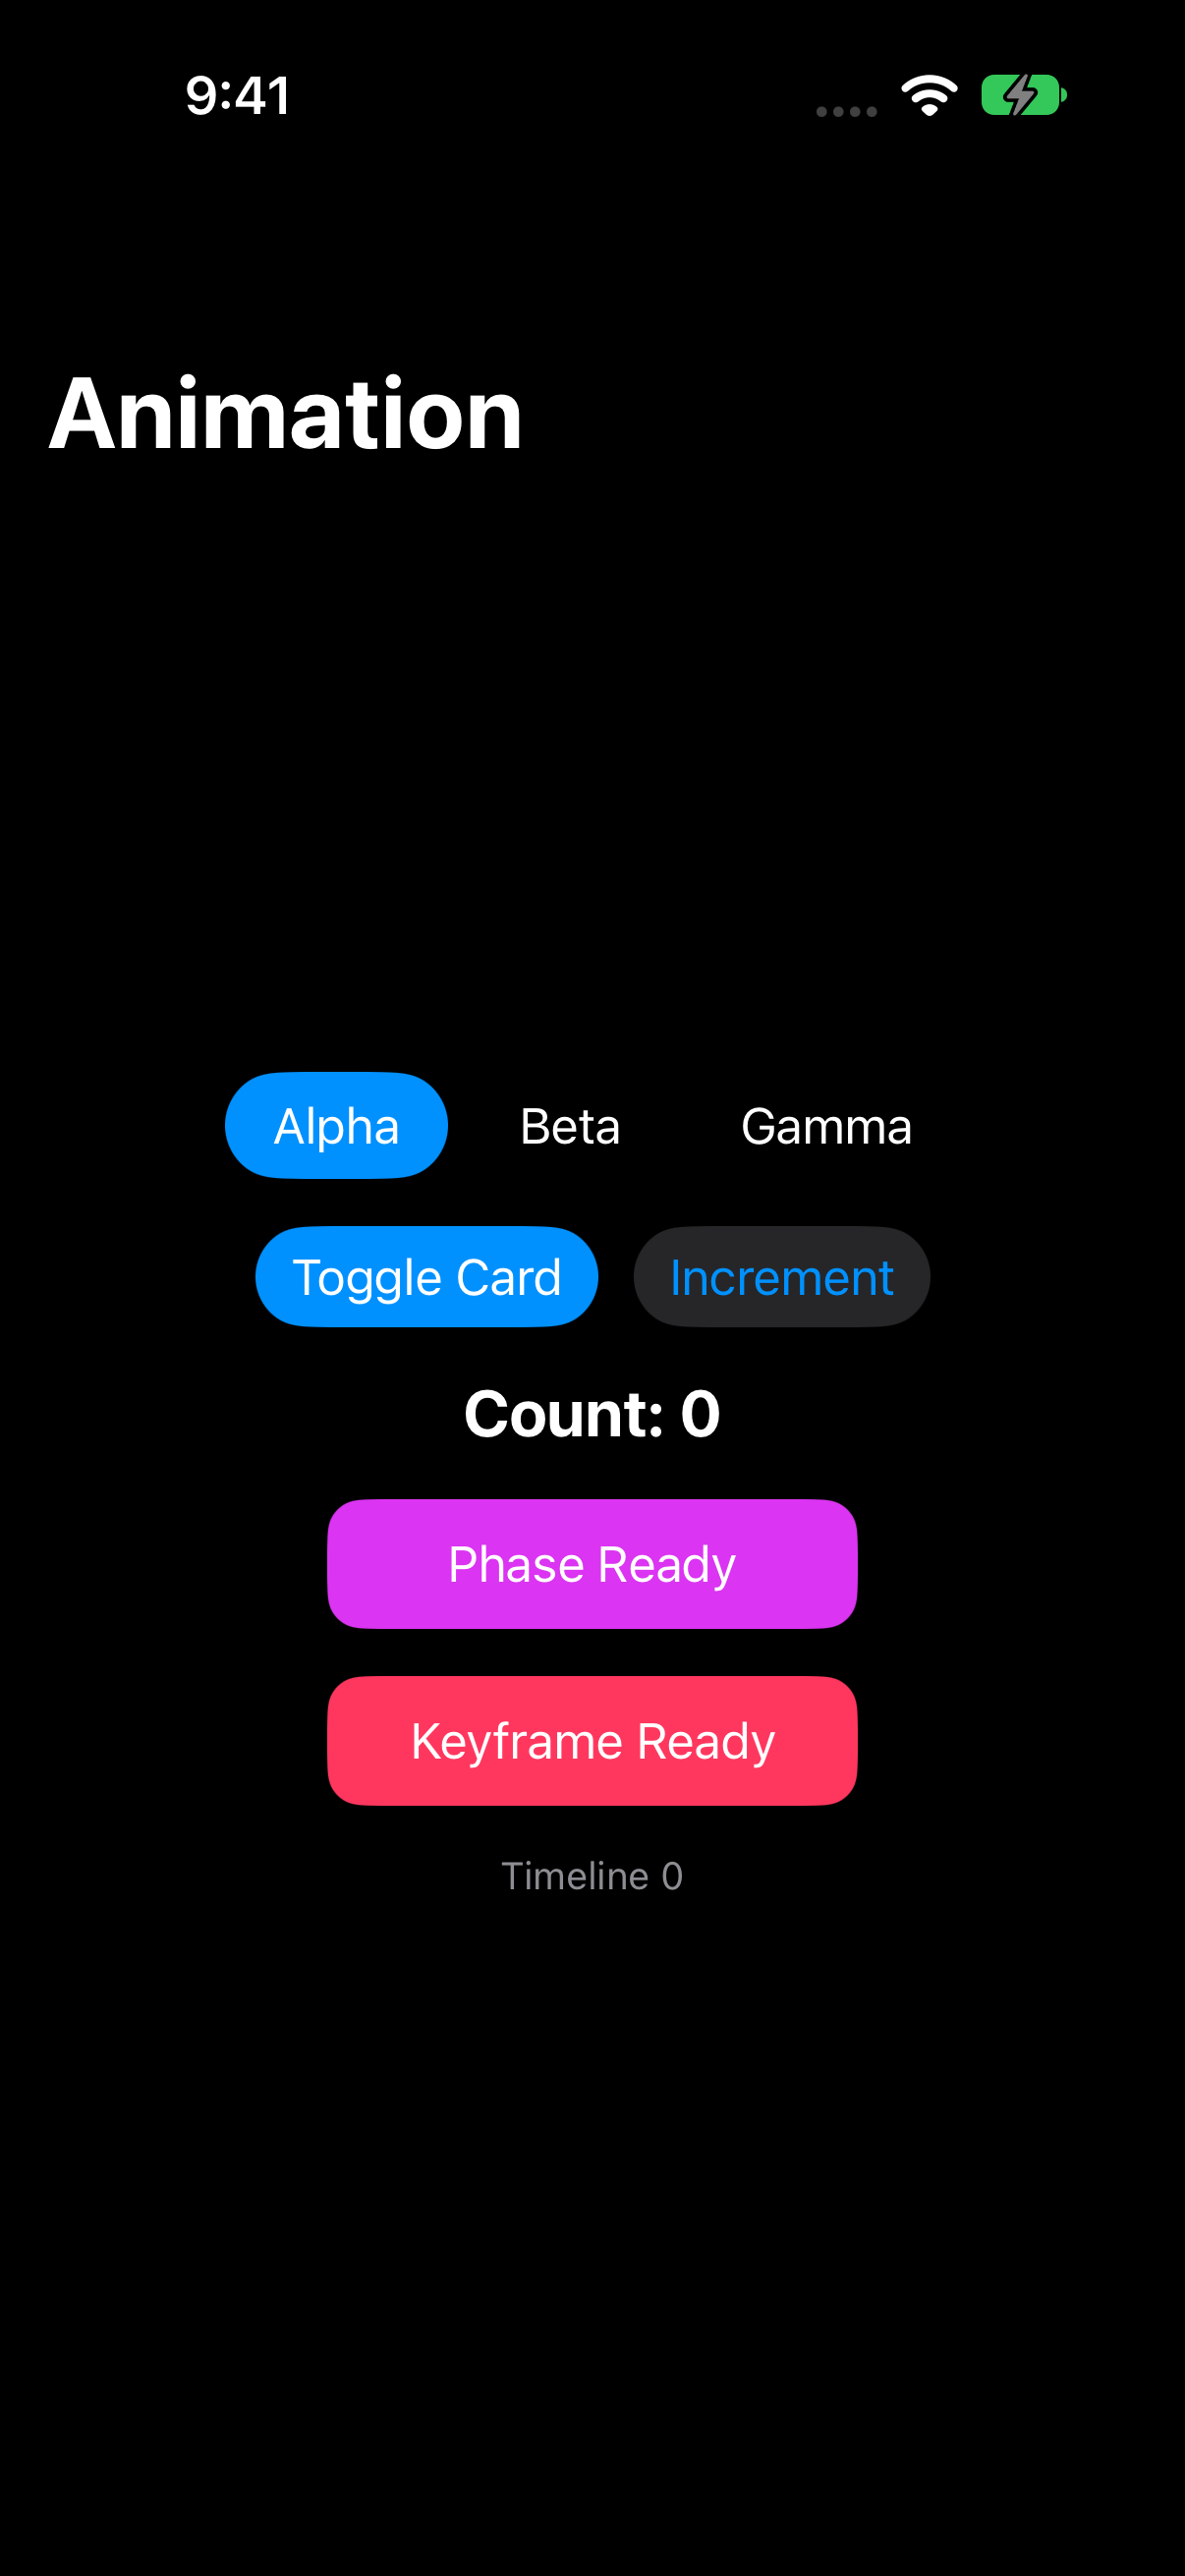 9:41
Animation
Alpha Beta Gamma
Toggle Card Increment
Count: 0
Phase Ready
Keyframe Ready
Timeline 0